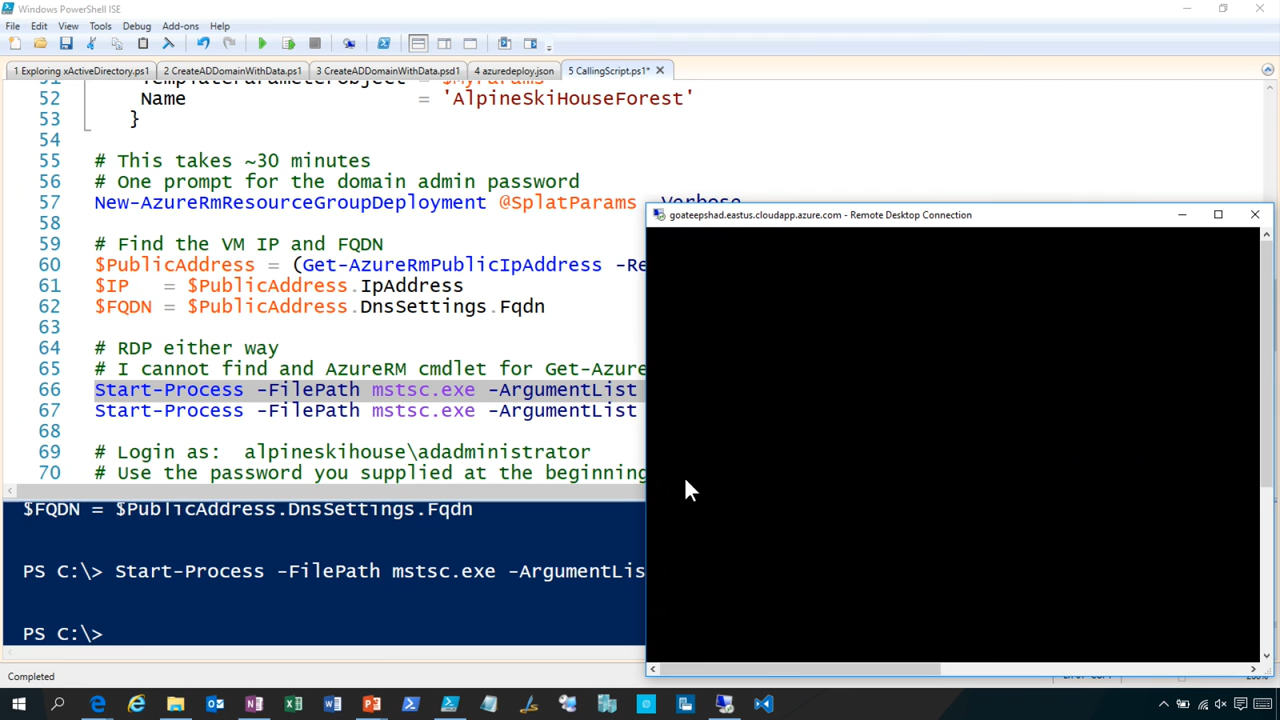 Windows PowerShell ISE
File Edit View Tools Debug Add-ons Help
1 Exploring xActiveDirectory.ps1 2 CreateADDomainWithData.ps1 3 CreateADDomainWithData.psd1 4 azuredeploy.json 5 CallingScript.ps1*
51 TemplateParameterObject = $MyParams
52 Name = 'AlpineSkiHouseForest'
53 }
54
55 # This takes ~30 minutes
56 # One prompt for the domain admin password
57 New-AzureRmResourceGroupDeployment @SplatParams -Verbose
58
59 # Find the VM IP and FQDN
60 $PublicAddress = (Get-AzureRmPublicIpAddress -Re
61 $IP = $PublicAddress.IpAddress
62 $FQDN = $PublicAddress.DnsSettings.Fqdn
63
64 # RDP either way
65 # I cannot find and AzureRM cmdlet for Get-Azure
66 Start-Process -FilePath mstsc.exe -ArgumentList
67 Start-Process -FilePath mstsc.exe -ArgumentList
68
69 # Login as: alpineskihouse\adadministrator
70 # Use the password you supplied at the beginning
goateepshad.eastus.cloudapp.azure.com - Remote Desktop Connection
$FQDN = $PublicAddress.DnsSettings.Fqdn
PS C:\> Start-Process -FilePath mstsc.exe -ArgumentLis
PS C:\>
Completed